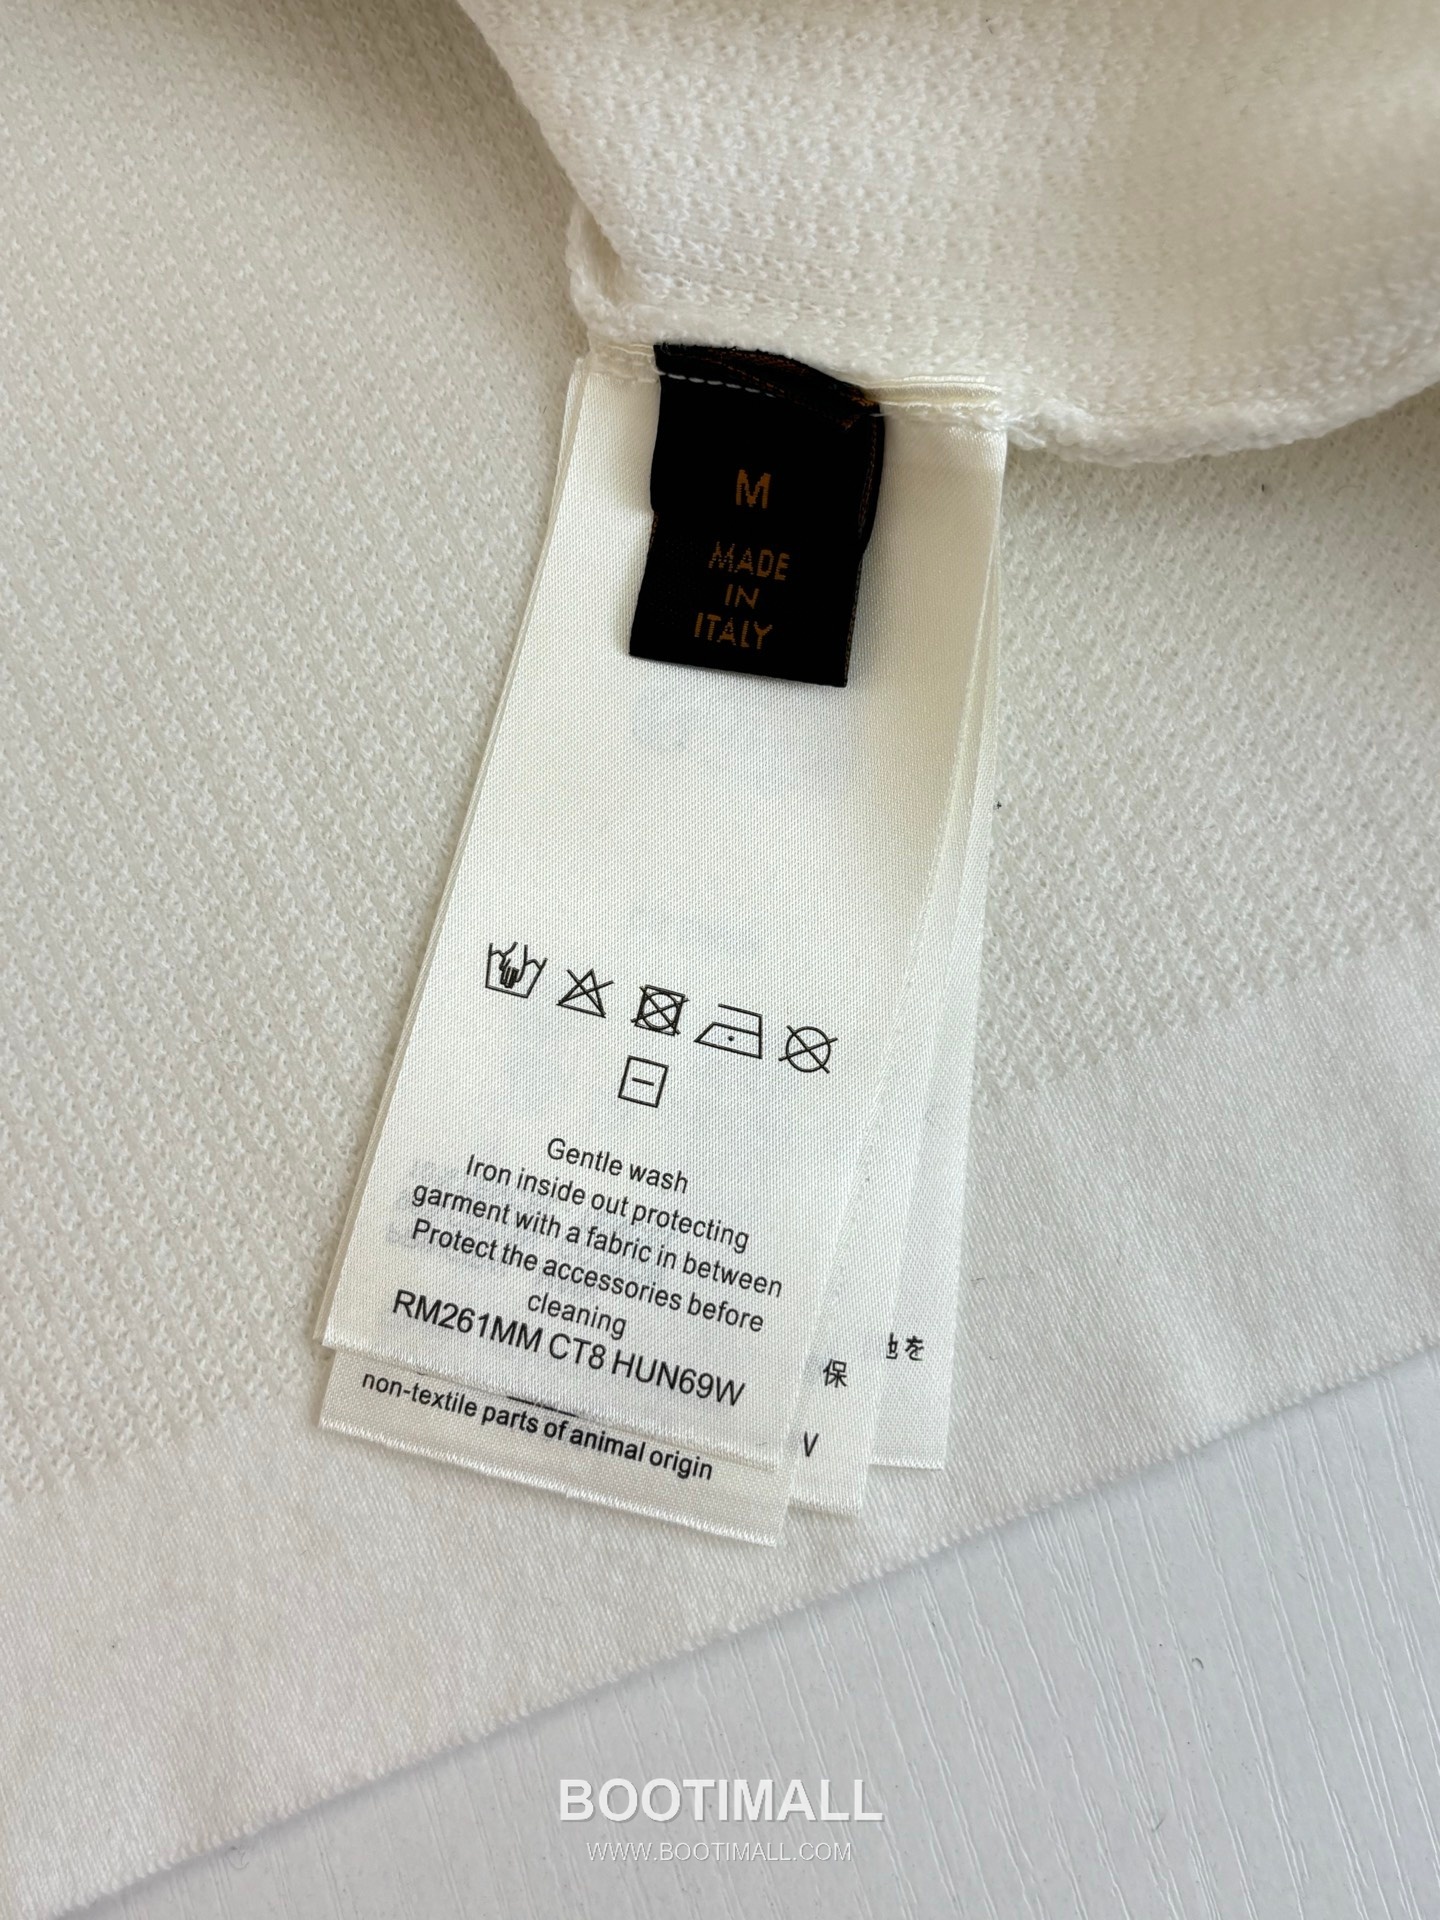 M
MADE
IN
ITALY
Gentle wash
Iron inside out protecting
garment with a fabric in between
Protect the accessories before
cleaning
RM261MM CT8 HUN69W
non-textile parts of animal origin
保
V
を
BOOTIMALL
WWW.BOOTIMALL.COM